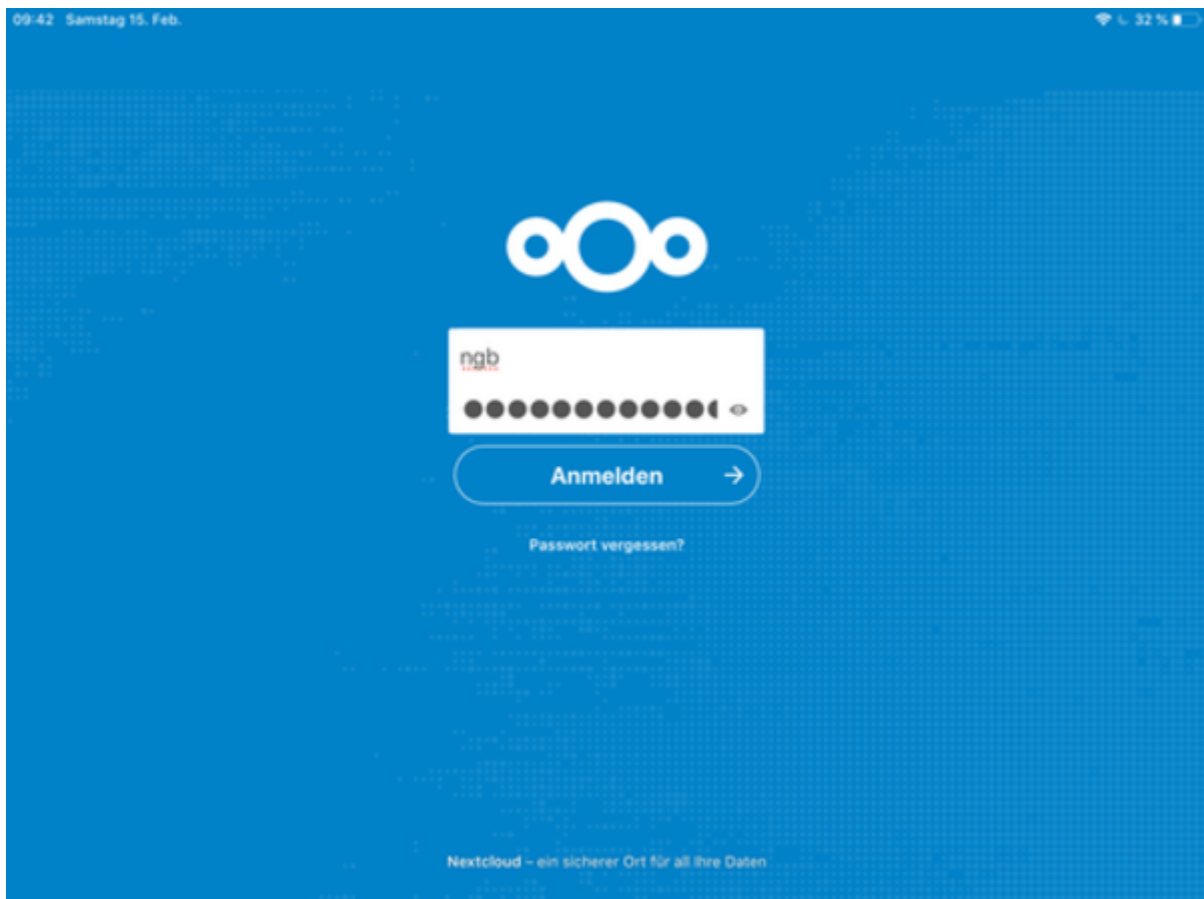 09:42 Samstag 15. Feb.
32 %
ngb
Anmelden
Passwort vergessen?
Nextcloud – ein sicherer Ort für all Ihre Daten